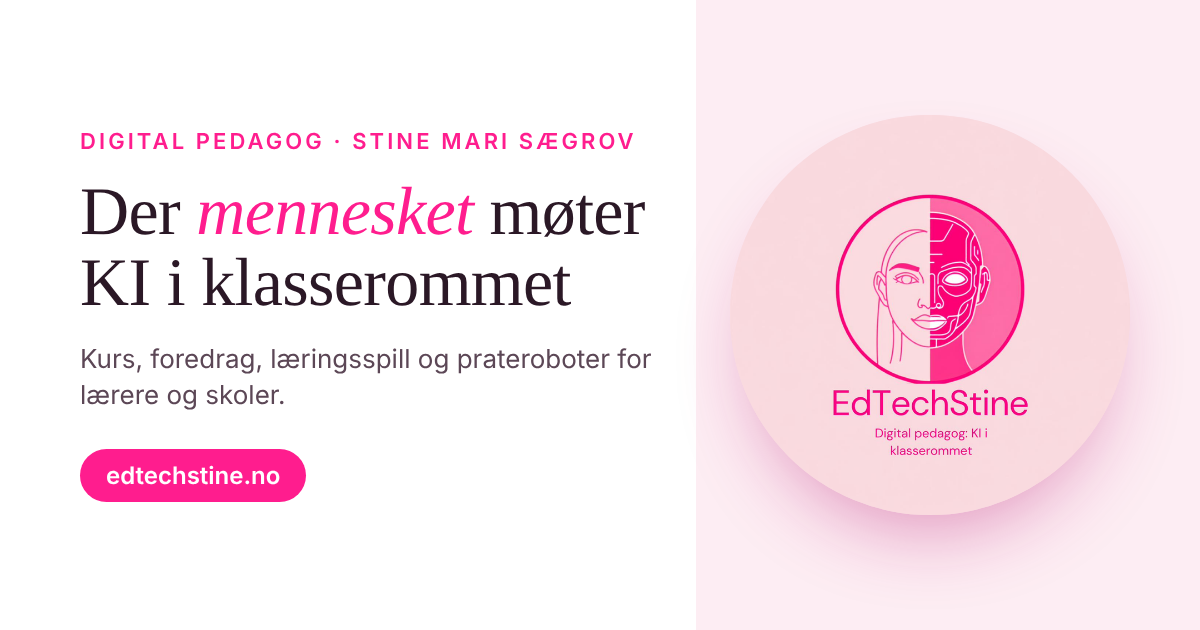 DIGITAL PEDAGOG · STINE MARI SÆGROV
Der mennesket møter
KI i klasserommet
Kurs, foredrag, læringsspill og prateroboter for
lærere og skoler.
edtechstine.no
EdTechStine
Digital pedagog: KI i
klasserommet